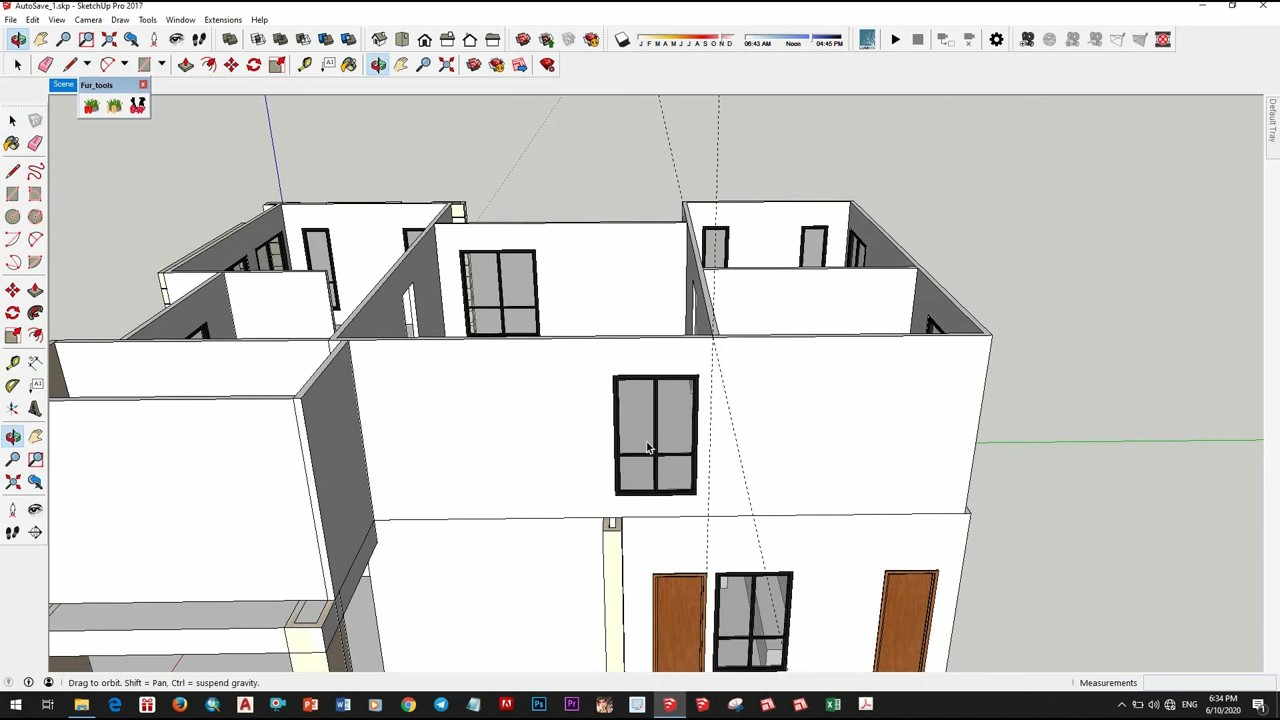 AutoSave_1.skp - SketchUp Pro 2017
File Edit View Camera Draw Tools Window Extensions Help
J F M A M J J A S O N D 06:43 AM Noon 04:45 PM
Scene
Fur_tools
Default Tray
Drag to orbit. Shift = Pan, Ctrl = suspend gravity.
Measurements
6:34 PM
6/10/2020